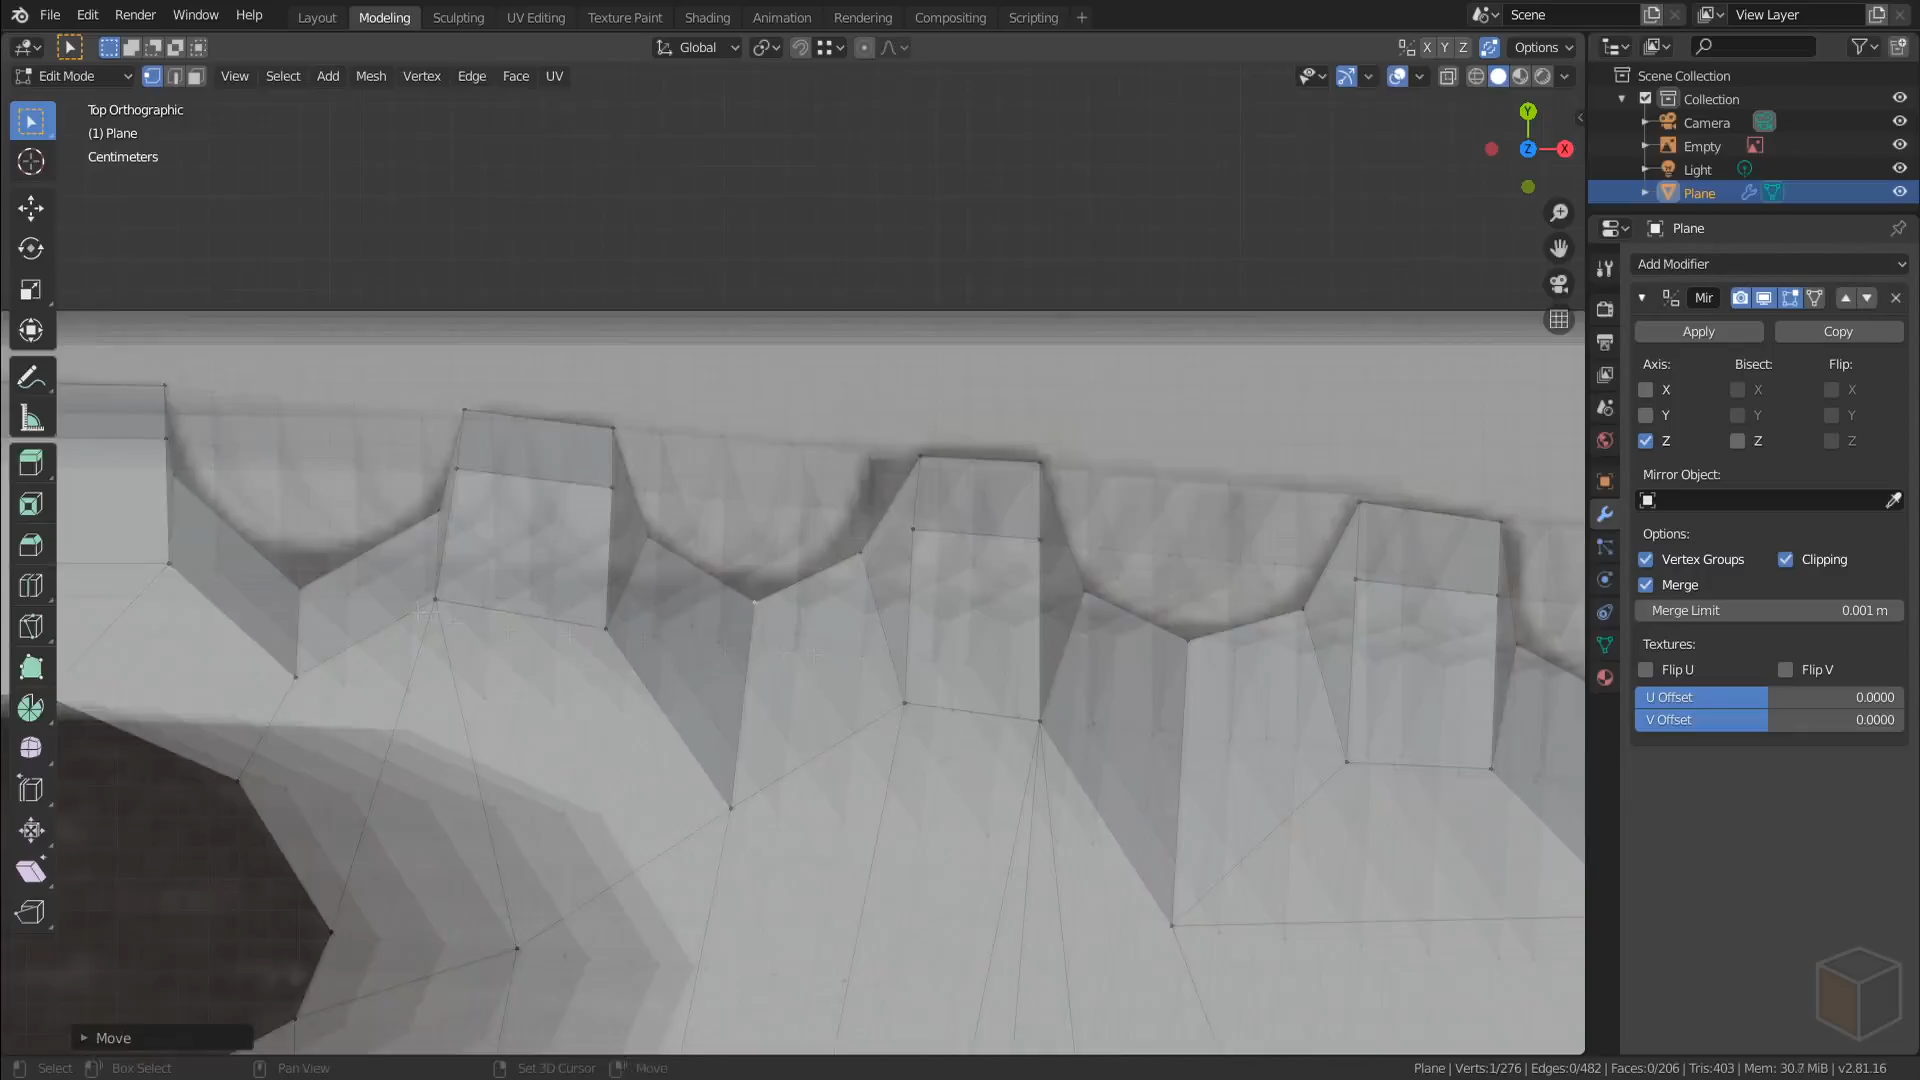 File Edit Render Window Help Layout Modeling Sculpting UV Editing Texture Paint Shading Animation Rendering Compositing Scripting + Scene View Layer
Global X Y Z Options
Edit Mode View Select Add Mesh Vertex Edge Face UV
Scene Collection
Top Orthographic
(1) Plane
Centimeters
Y
Z X
Collection
Camera
Empty
Light
Plane
Plane
Add Modifier
Mir
Apply Copy
Axis: Bisect: Flip:
X X X
Y Y Y
Z Z Z
Mirror Object:
Options:
Vertex Groups Clipping
Merge
Merge Limit 0.001 m
Textures:
Flip U Flip V
U Offset 0.0000
V Offset 0.0000
Move
Select Box Select Pan View Set 3D Cursor Move Plane | Verts:1/276 | Edges:0/482 | Faces:0/206 | Tris:403 | Mem: 30.7 MiB | v2.81.16